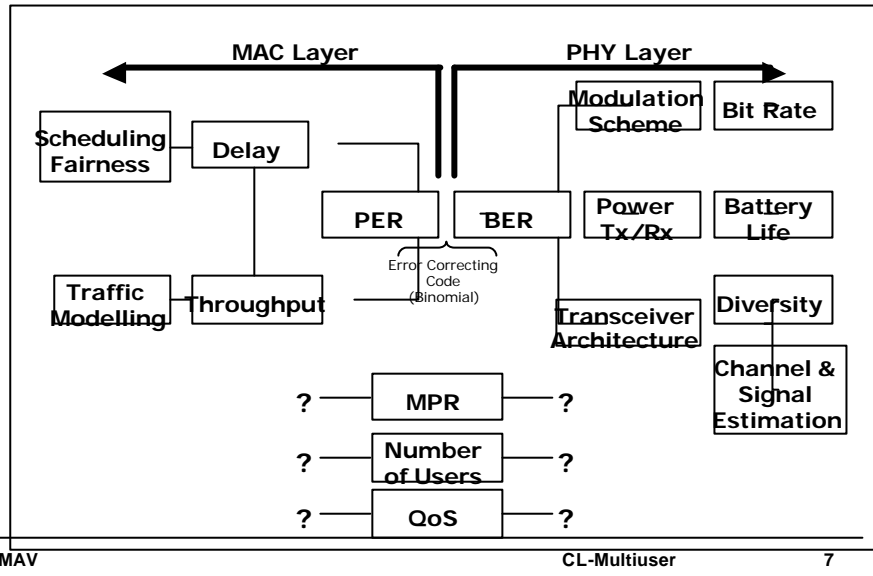 MAC Layer
PHY Layer
Modulation
Scheme
Bit Rate
Scheduling
Fairness
Delay
PER
BER
Power
Tx/Rx
Battery
Life
Error Correcting
Code
(Binomial)
Traffic
Modelling
Throughput
Transceiver
Architecture
Diversity
Channel &
Signal
Estimation
? MPR ?
? Number
of Users ?
? QoS ?
MAV
CL-Multiuser
7